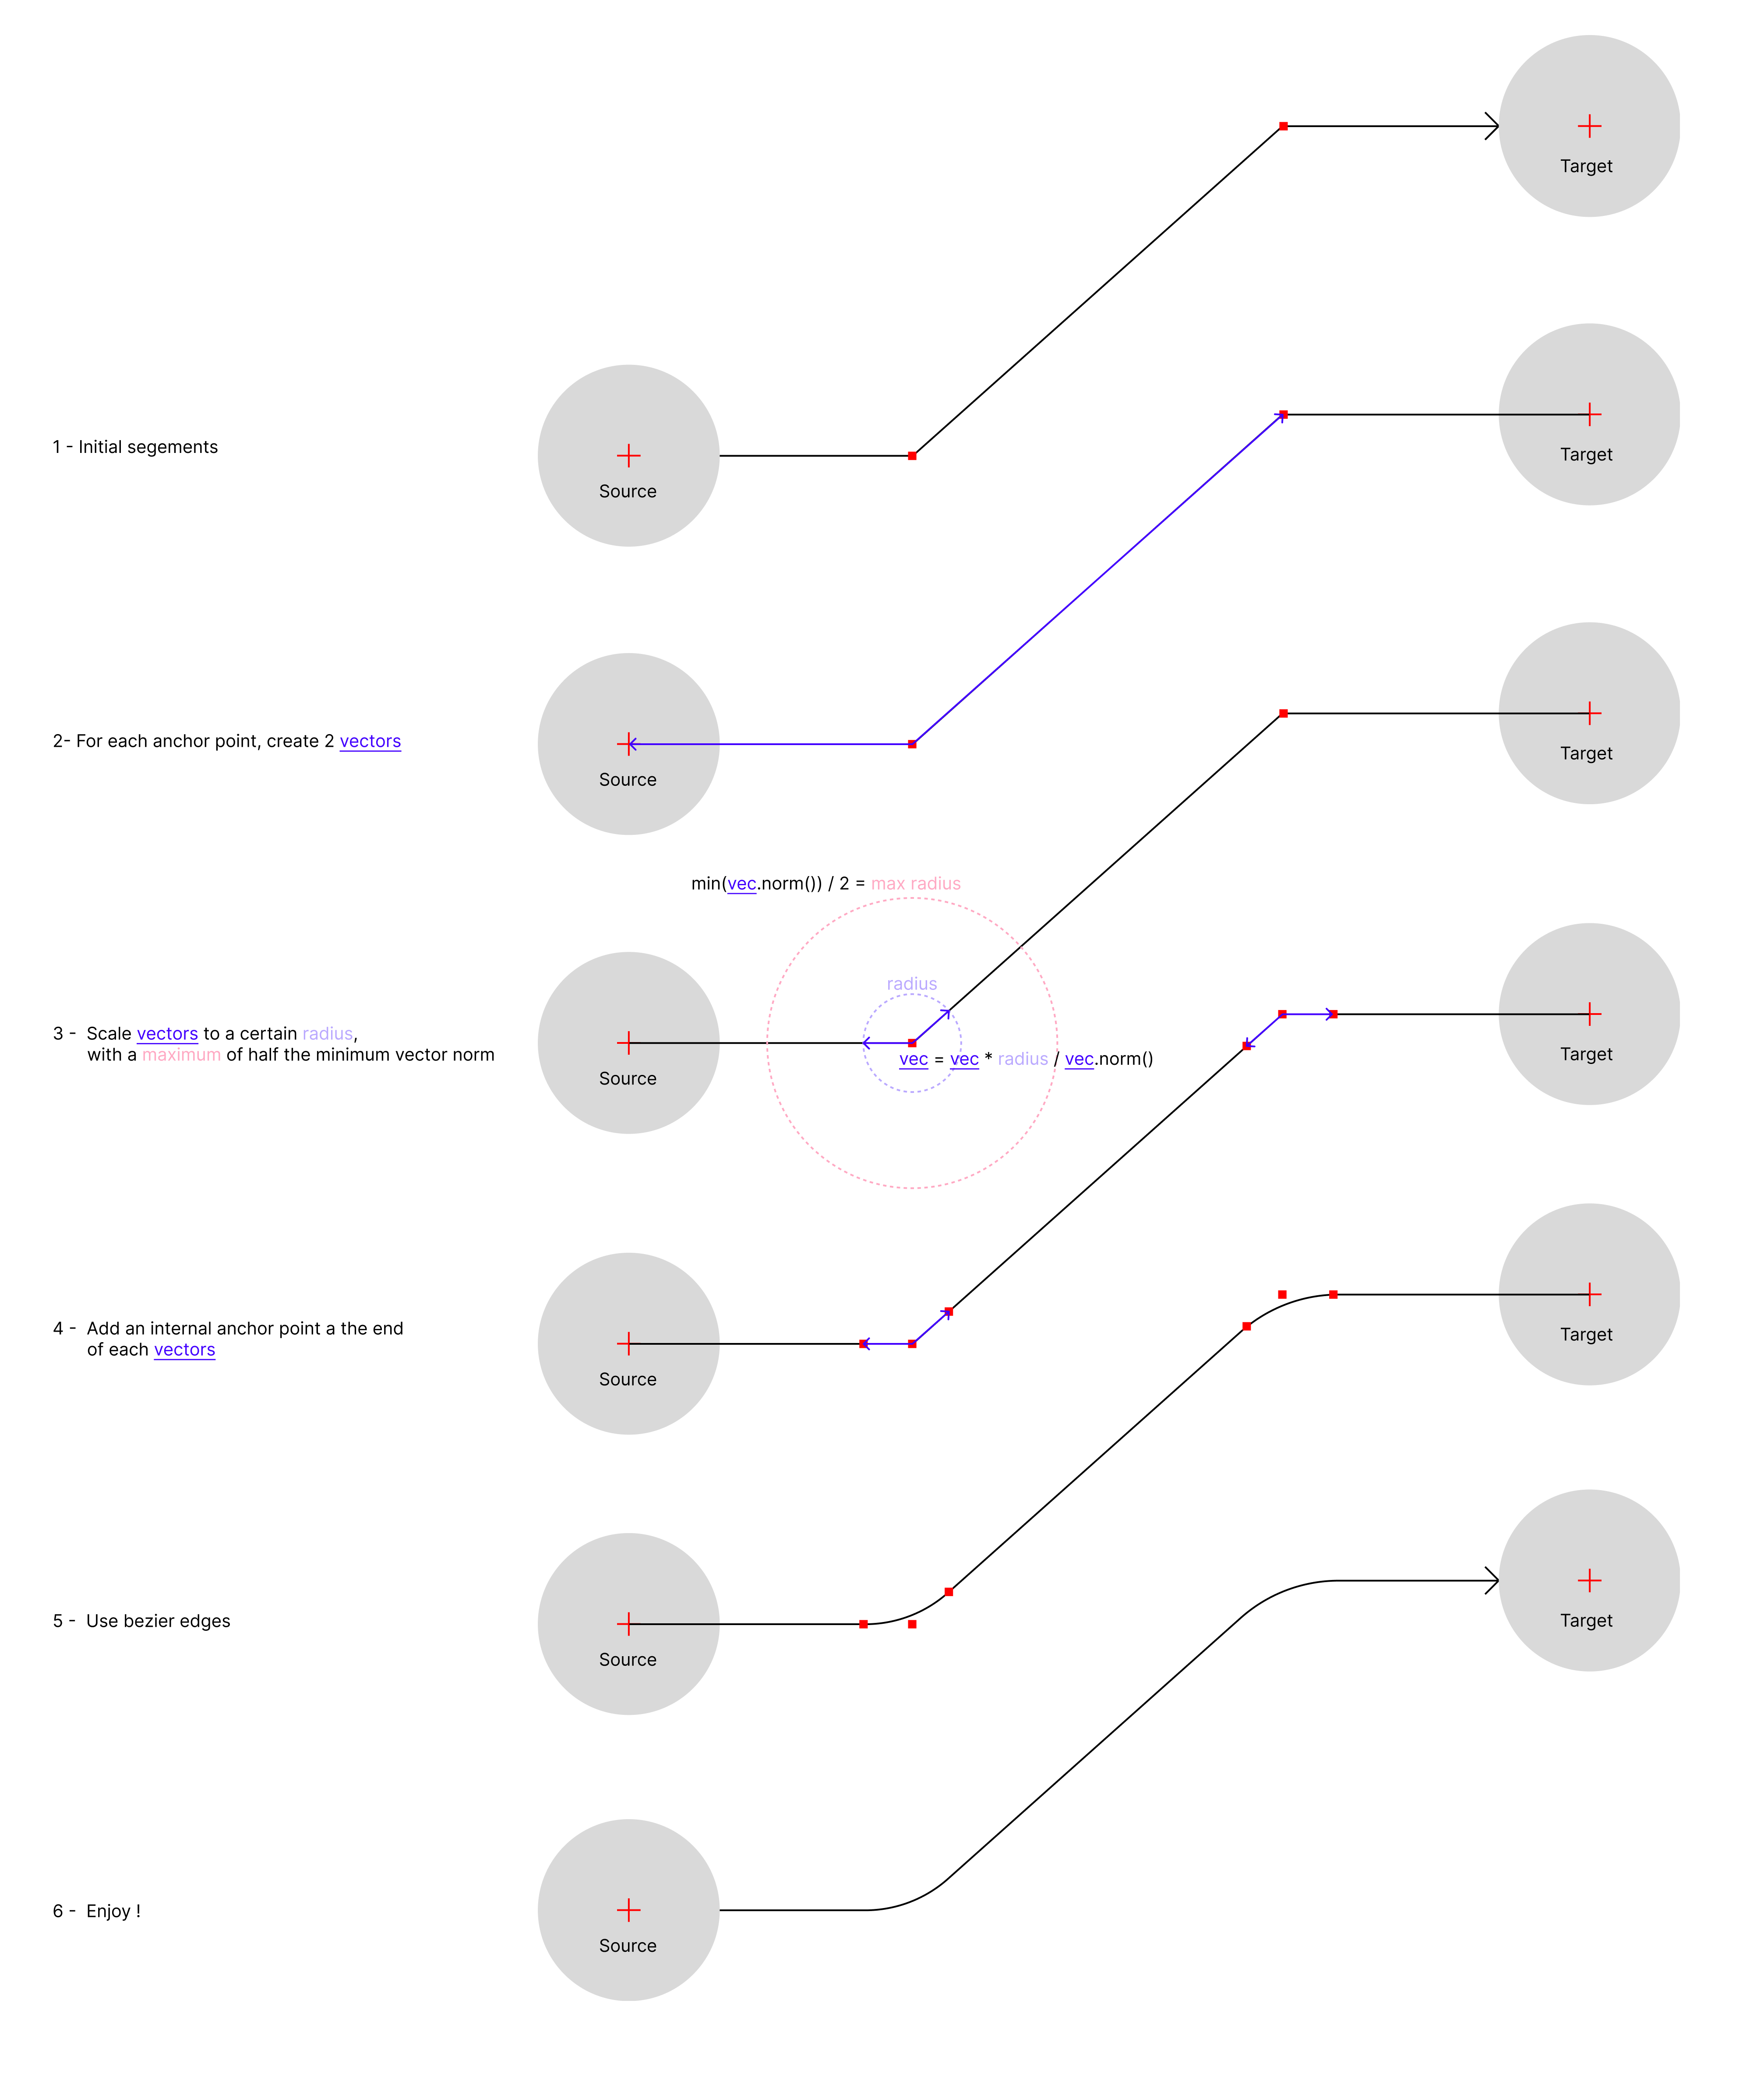 Target
1 - Initial segements
Source
Target
2- For each anchor point, create 2 vectors
Source
Target
min(vec.norm()) / 2 = max radius
radius
3 - Scale vectors to a certain radius,
with a maximum of half the minimum vector norm
vec = vec * radius / vec.norm()
Source
Target
4 - Add an internal anchor point a the end
of each vectors
Source
Target
5 - Use bezier edges
Source
Target
6 - Enjoy !
Source